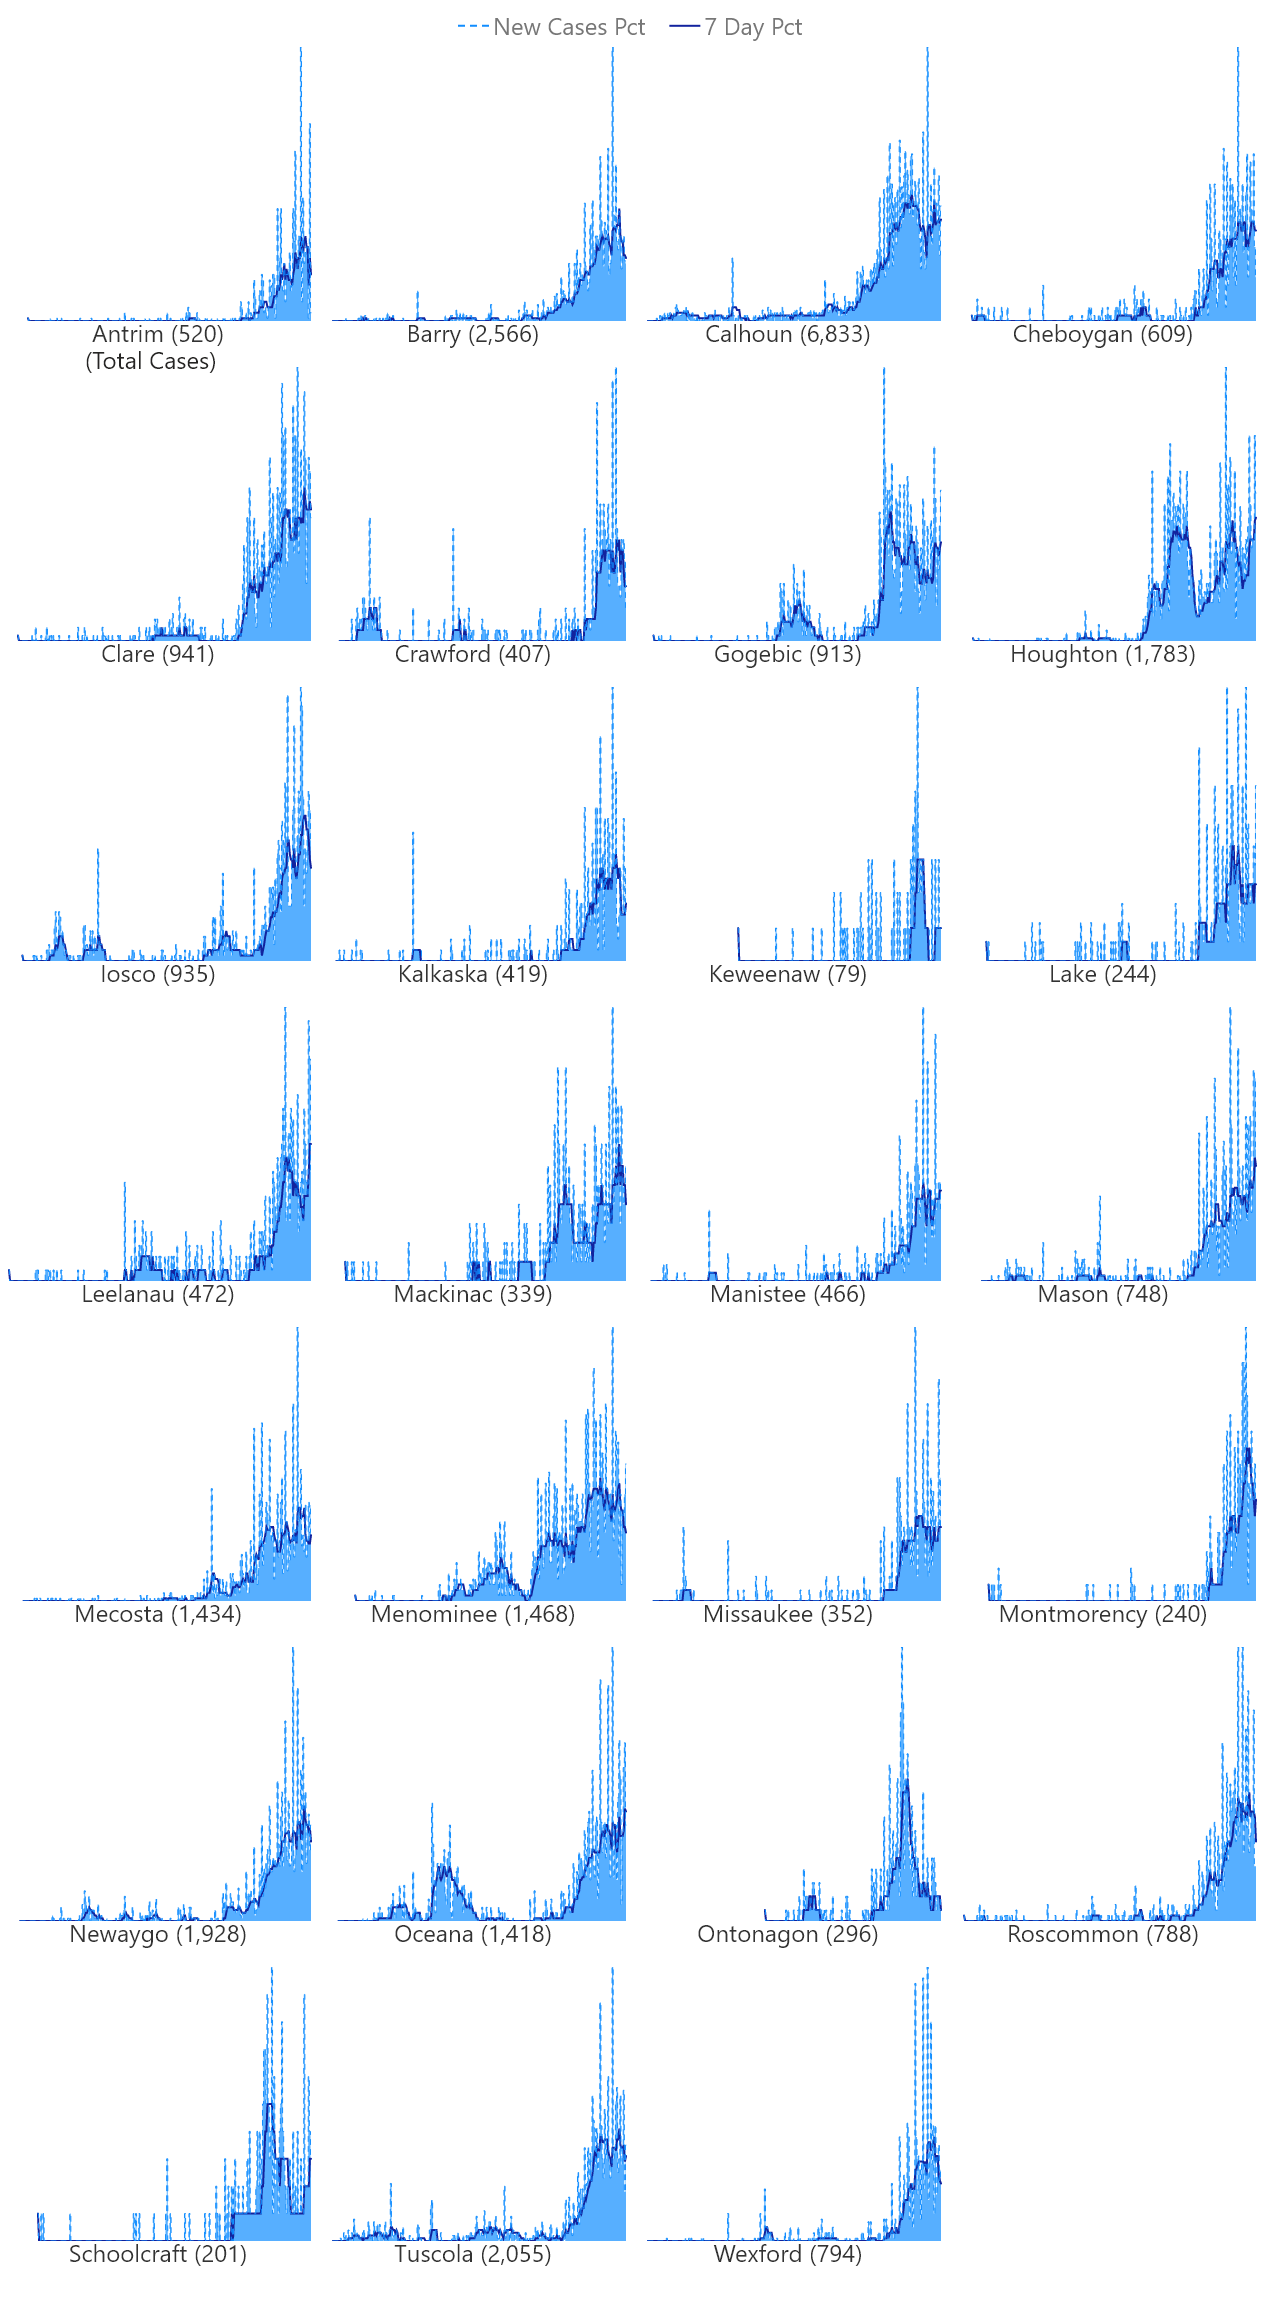 New Cases Pct 7 Day Pct
Antrim (520) Barry (2,566) Calhoun (6,833) Cheboygan (609)
(Total Cases)
Clare (941) Crawford (407) Gogebic (913) Houghton (1,783)
Iosco (935) Kalkaska (419) Keweenaw (79) Lake (244)
Leelanau (472) Mackinac (339) Manistee (466) Mason (748)
Mecosta (1,434) Menominee (1,468) Missaukee (352) Montmorency (240)
Newaygo (1,928) Oceana (1,418) Ontonagon (296) Roscommon (788)
Schoolcraft (201) Tuscola (2,055) Wexford (794)